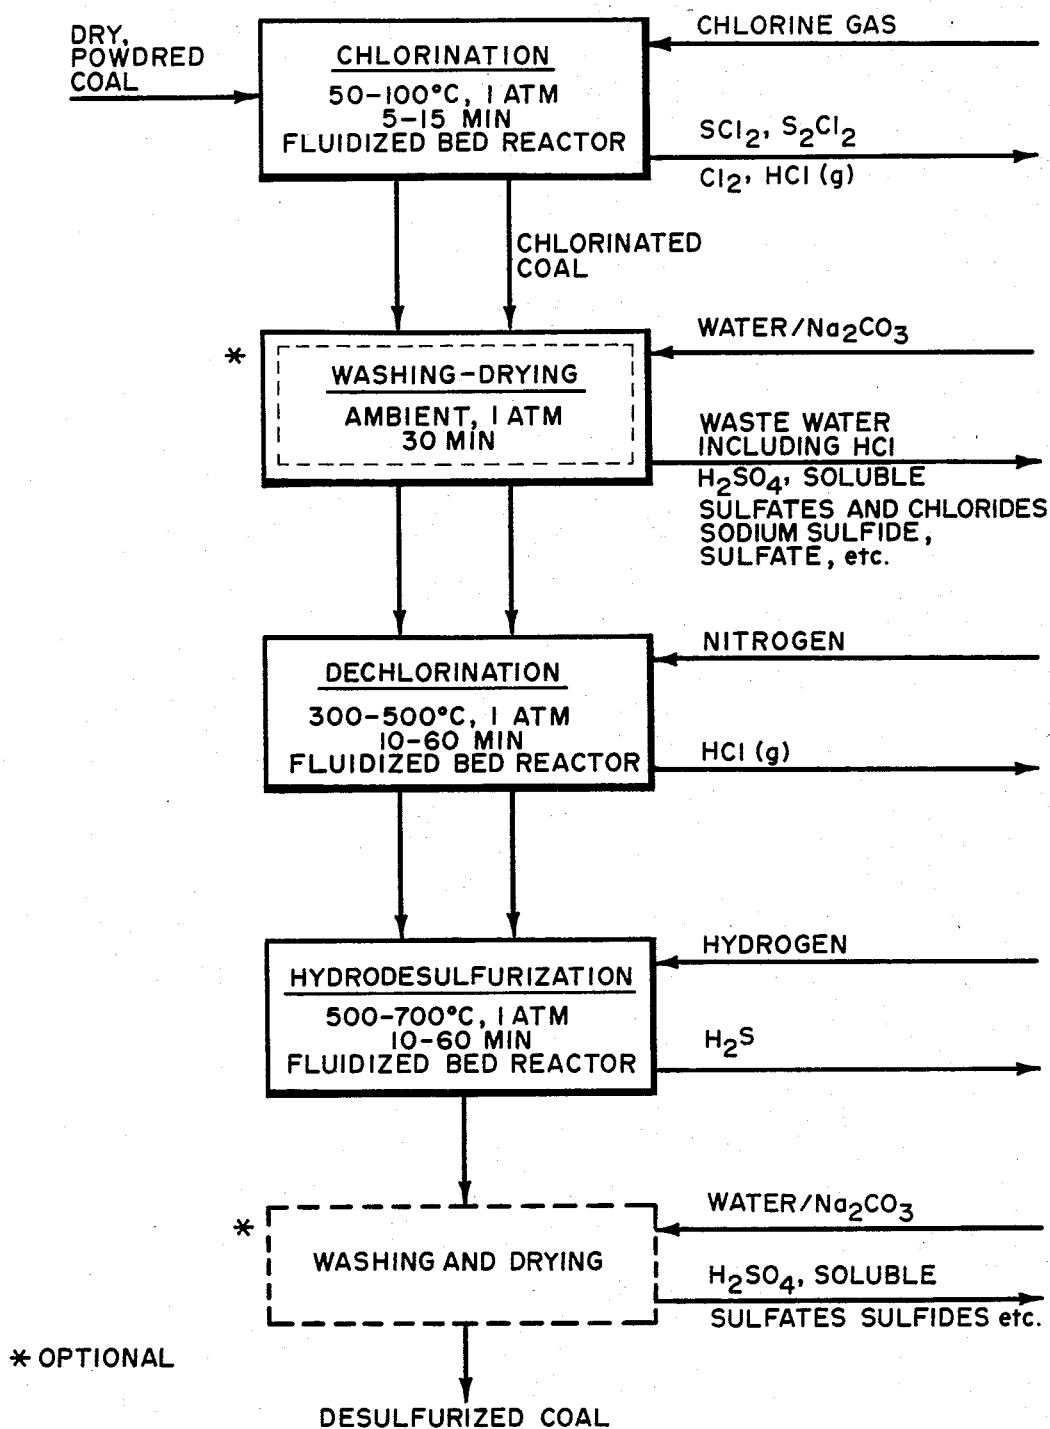 DRY,
POWDRED
COAL
CHLORINATION
50-100°C, 1 ATM
5-15 MIN
FLUIDIZED BED REACTOR
CHLORINE GAS
SCl2, S2Cl2
Cl2, HCl (g)
CHLORINATED
COAL
*
WASHING-DRYING
AMBIENT, 1 ATM
30 MIN
WATER/Na2CO3
WASTE WATER
INCLUDING HCl
H2SO4, SOLUBLE
SULFATES AND CHLORIDES
SODIUM SULFIDE,
SULFATE, etc.
DECHLORINATION
300-500°C, 1 ATM
10-60 MIN
FLUIDIZED BED REACTOR
NITROGEN
HCl (g)
HYDRODESULFURIZATION
500-700°C, 1 ATM
10-60 MIN
FLUIDIZED BED REACTOR
HYDROGEN
H2S
*
WASHING AND DRYING
WATER/Na2CO3
H2SO4, SOLUBLE
SULFATES SULFIDES etc.
* OPTIONAL
DESULFURIZED COAL